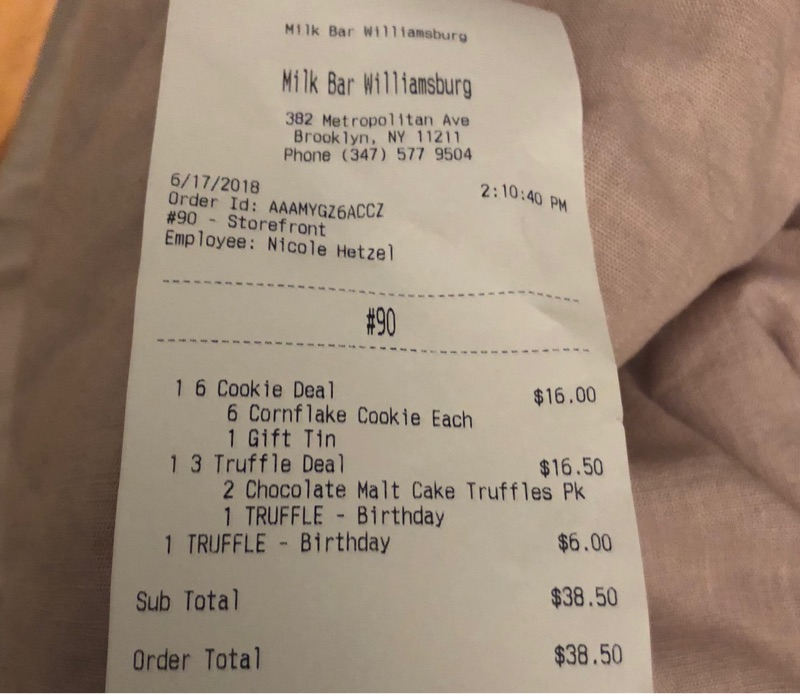 Milk Bar Williamsburg
Milk Bar Williamsburg
382 Metropolitan Ave
Brooklyn, NY 11211
Phone (347) 577 9504
6/17/2018 2:10:40 PM
Order Id: AAAMYGZ6ACCZ
#90 - Storefront
Employee: Nicole Hetzel
#90
1 6 Cookie Deal $16.00
6 Cornflake Cookie Each
1 Gift Tin
1 3 Truffle Deal $16.50
2 Chocolate Malt Cake Truffles Pk
1 TRUFFLE - Birthday
1 TRUFFLE - Birthday $6.00
Sub Total $38.50
Order Total $38.50